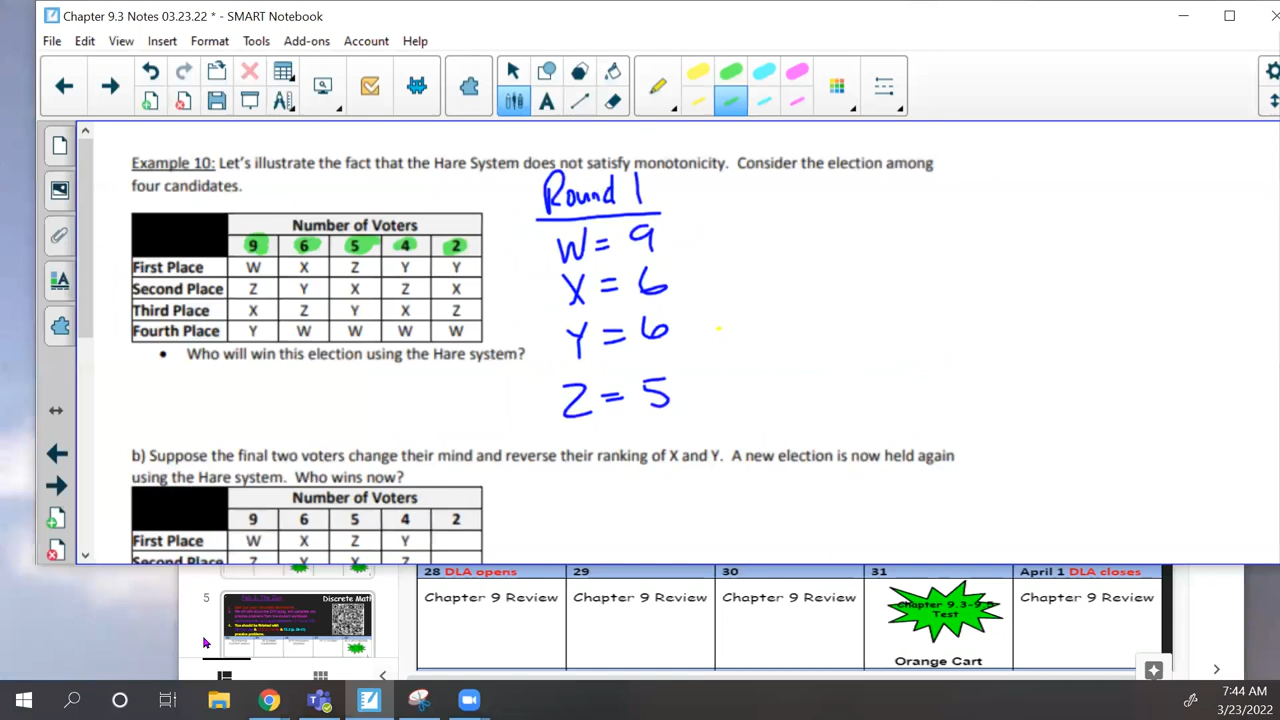 Chapter 9.3 Notes 03.23.22 * - SMART Notebook
File Edit View Insert Format Tools Add-ons Account Help
Example 10: Let's illustrate the fact that the Hare System does not satisfy monotonicity. Consider the election among
four candidates.
Round 1
Number of Voters
9 6 5 4 2
W = 9
First Place W X Z Y Y
Second Place Z Y X Z X
X = 6
Third Place X Z Y X Z
Fourth Place Y W W W W
Y = 6
• Who will win this election using the Hare system?
Z = 5
b) Suppose the final two voters change their mind and reverse their ranking of X and Y. A new election is now held again
using the Hare system. Who wins now?
Number of Voters
9 6 5 4 2
First Place W X Z Y
Second Place Z Y X Z
28 DLA opens 29 30 31 April 1 DLA closes
5
Discrete Math
Chapter 9 Review Chapter 9 Review Chapter 9 Review Chapter 9.3-9.5 Test Chapter 9 Review
Orange Cart
7:44 AM
3/23/2022